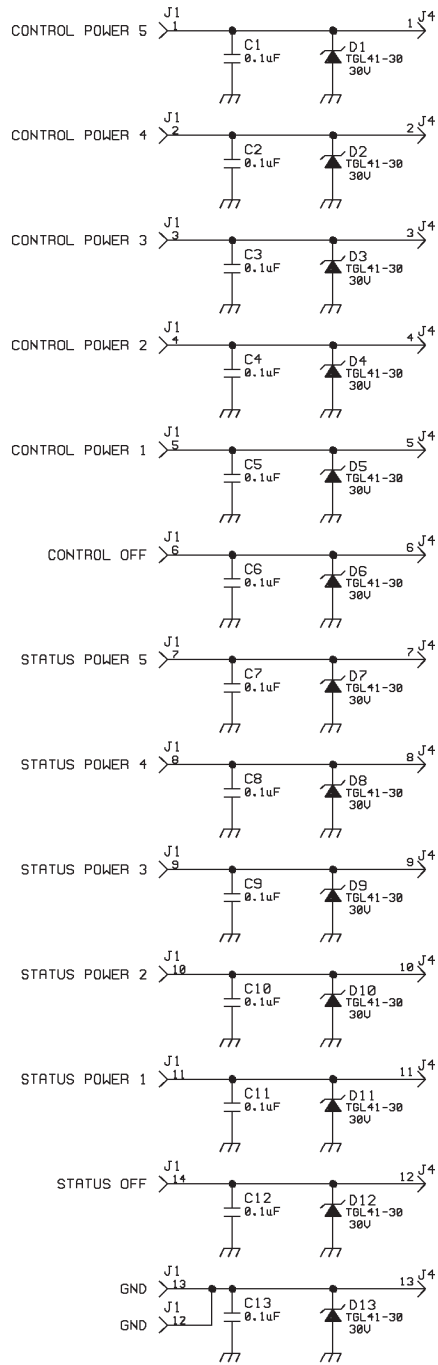 CONTROL POWER 5 J1 1 1 J4
C1 0.1uF D1 TGL41-30 30V
CONTROL POWER 4 J1 2 2 J4
C2 0.1uF D2 TGL41-30 30V
CONTROL POWER 3 J1 3 3 J4
C3 0.1uF D3 TGL41-30 30V
CONTROL POWER 2 J1 4 4 J4
C4 0.1uF D4 TGL41-30 30V
CONTROL POWER 1 J1 5 5 J4
C5 0.1uF D5 TGL41-30 30V
CONTROL OFF J1 6 6 J4
C6 0.1uF D6 TGL41-30 30V
STATUS POWER 5 J1 7 7 J4
C7 0.1uF D7 TGL41-30 30V
STATUS POWER 4 J1 8 8 J4
C8 0.1uF D8 TGL41-30 30V
STATUS POWER 3 J1 9 9 J4
C9 0.1uF D9 TGL41-30 30V
STATUS POWER 2 J1 10 10 J4
C10 0.1uF D10 TGL41-30 30V
STATUS POWER 1 J1 11 11 J4
C11 0.1uF D11 TGL41-30 30V
STATUS OFF J1 14 12 J4
C12 0.1uF D12 TGL41-30 30V
GND J1 13 13 J4
GND J1 12 C13 0.1uF D13 TGL41-30 30V